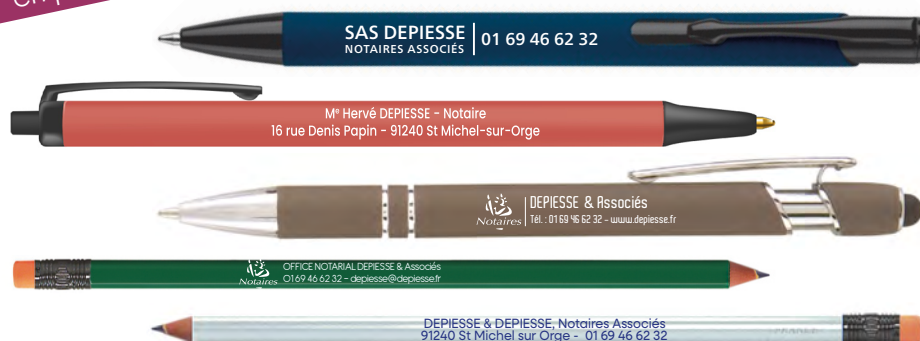 SAS DEPIESSE
NOTAIRES ASSOCIÉS
01 69 46 62 32
Me Hervé DEPIESSE - Notaire
16 rue Denis Papin - 91240 St Michel-sur-Orge
Notaires
DEPIESSE & Associés
Tél. : 01 69 46 62 32 - www.depiesse.fr
Notaires
OFFICE NOTARIAL DEPIESSE & Associés
01 69 46 62 32 - depiesse@depiesse.fr
DEPIESSE & DEPIESSE, Notaires Associés
91240 St Michel sur Orge - 01 69 46 62 32